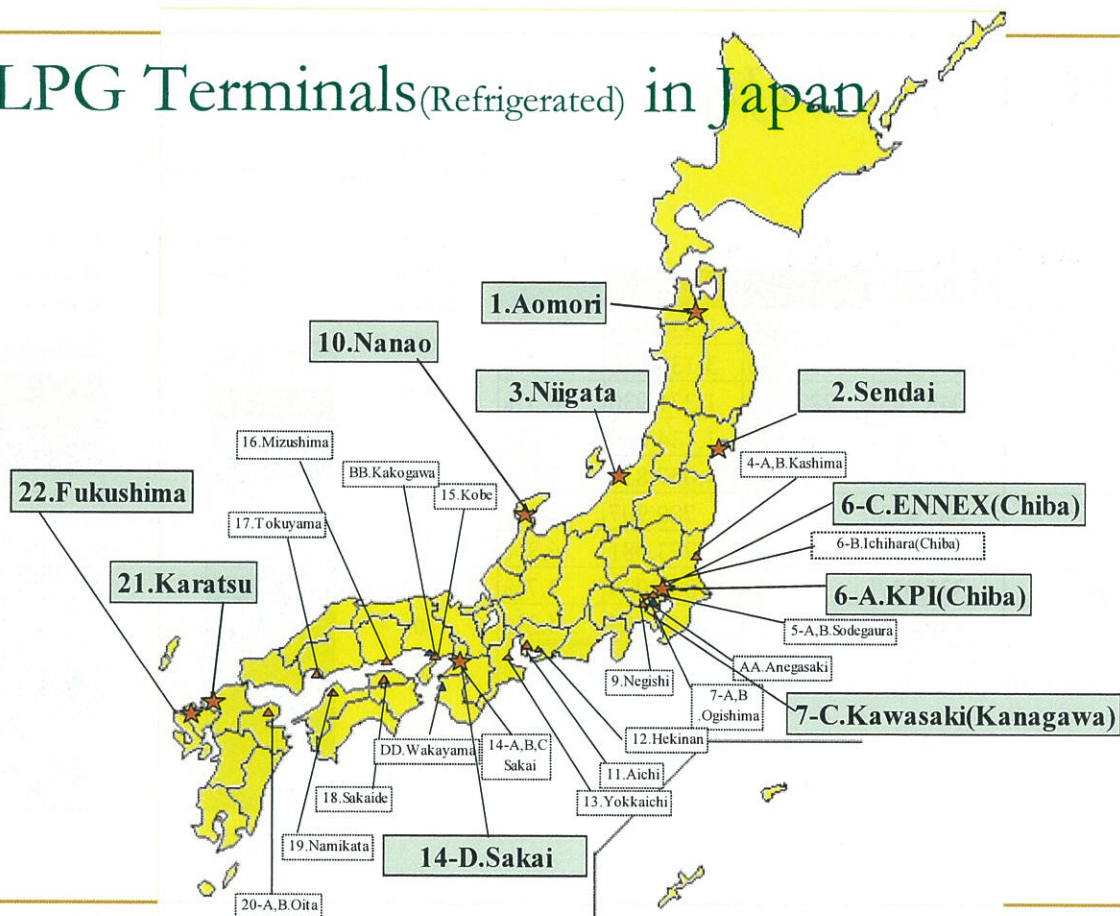 LPG Terminals(Refrigerated) in Japan
1.Aomori
10.Nanao
3.Niigata
2.Sendai
16.Mizushima
BB.Kakogawa
15.Kobe
4-A,B.Kashima
22.Fukushima
17.Tokuyama
6-C.ENNEX(Chiba)
6-B.Ichihara(Chiba)
21.Karatsu
6-A.KPI(Chiba)
5-A,B.Sodegaura
AA.Anegasaki
9.Negishi
7-A,B
.Ogishima
7-C.Kawasaki(Kanagawa)
12.Hekinan
DD.Wakayama
14-A,B,C
Sakai
11.Aichi
13.Yokkaichi
18.Sakaide
19.Namikata
14-D.Sakai
20-A,B.Oita